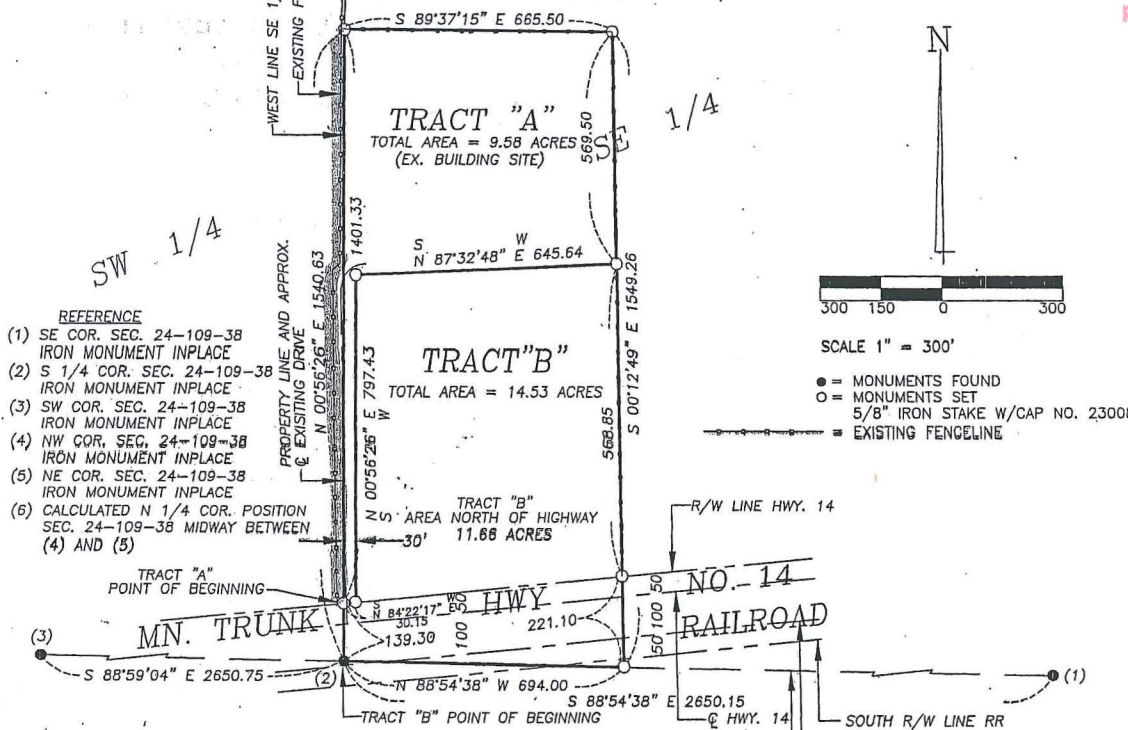 S 89°37'15" E 665.50
WEST LINE SE 1/
EXISTING F
TRACT "A"
TOTAL AREA = 9.58 ACRES
(EX. BUILDING SITE)
569.50
SE 1/4
N
SW 1/4
1401.33
S W
N 87°32'48" E 645.64
300 150 0 300
SCALE 1" = 300'
● = MONUMENTS FOUND
○ = MONUMENTS SET
5/8" IRON STAKE W/CAP NO. 23008
= EXISTING FENCELINE
REFERENCE
(1) SE COR. SEC. 24-109-38
IRON MONUMENT INPLACE
(2) S 1/4 COR. SEC. 24-109-38
IRON MONUMENT INPLACE
(3) SW COR. SEC. 24-109-38
IRON MONUMENT INPLACE
(4) NW COR. SEC. 24-109-38
IRON MONUMENT INPLACE
(5) NE COR. SEC. 24-109-38
IRON MONUMENT INPLACE
(6) CALCULATED N 1/4 COR. POSITION
SEC. 24-109-38 MIDWAY BETWEEN
(4) AND (5)
PROPERTY LINE AND APPROX.
℄ EXISTING DRIVE
N 00°56'26" E 1540.63
N 00°56'26" E 797.43
S W
TRACT "B"
TOTAL AREA = 14.53 ACRES
568.85
S 00°12'49" E 1549.26
TRACT "B"
AREA NORTH OF HIGHWAY
11.66 ACRES
30'
R/W LINE HWY. 14
TRACT "A"
POINT OF BEGINNING
S W
N 84°22'17" E
30.15
MN. TRUNK HWY NO. 14
RAILROAD
50
100
139.30
221.10
50
50 100
(3)
S 88°59'04" E 2650.75
(2)
N 88°54'38" W 694.00
S 88°54'38" E 2650.15
(1)
TRACT "B" POINT OF BEGINNING
℄ HWY. 14
SOUTH R/W LINE RR